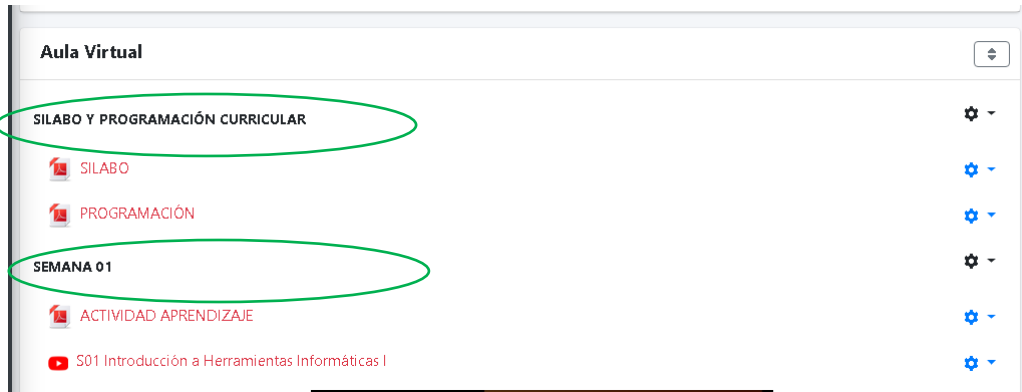 Aula Virtual
SILABO Y PROGRAMACIÓN CURRICULAR
SILABO
PROGRAMACIÓN
SEMANA 01
ACTIVIDAD APRENDIZAJE
S01 Introducción a Herramientas Informáticas I